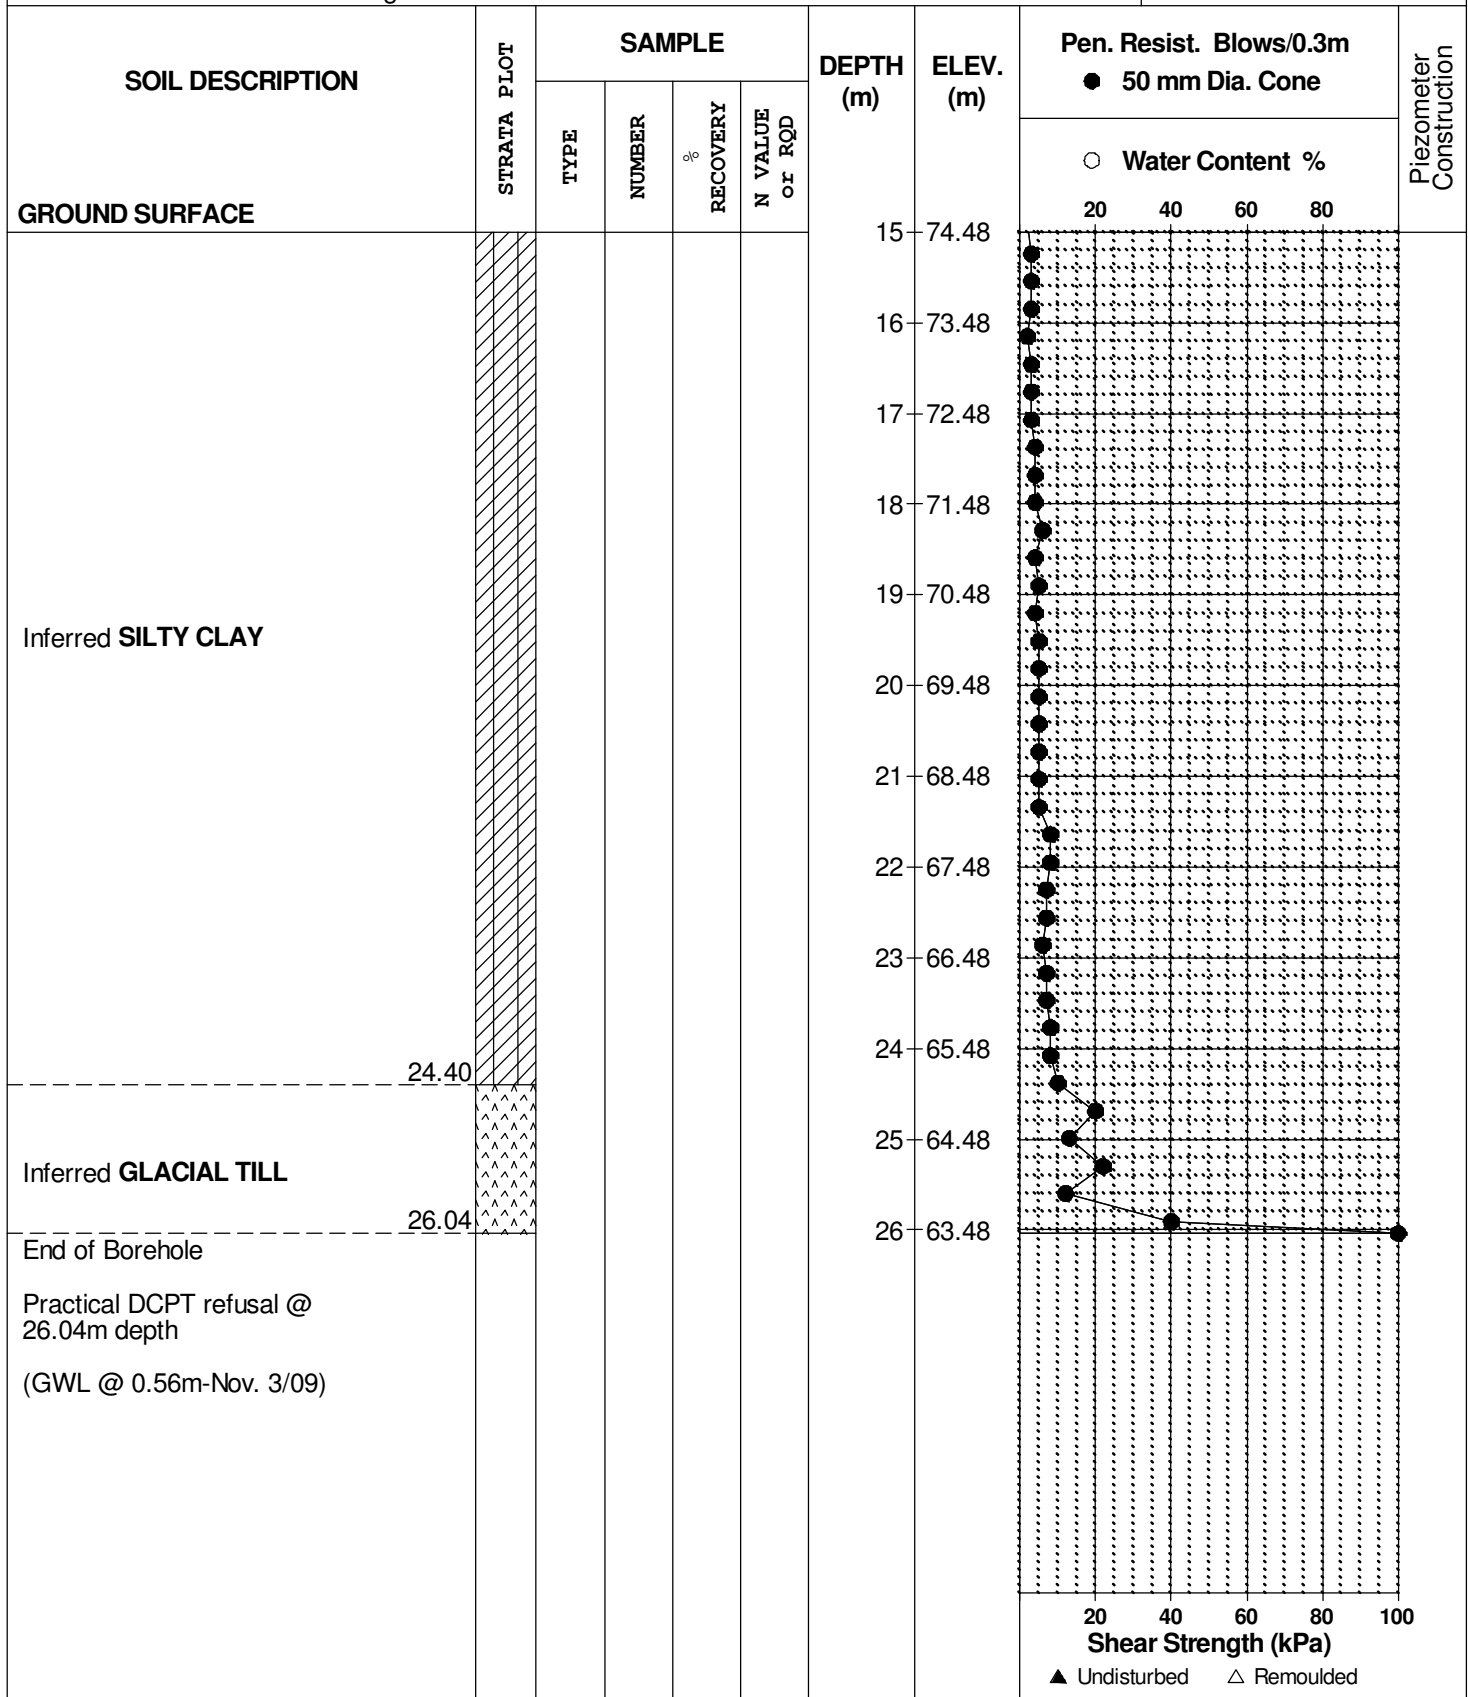 SOIL DESCRIPTION
GROUND SURFACE
STRATA PLOT
SAMPLE
TYPE
NUMBER
%
RECOVERY
N VALUE
or RQD
DEPTH
(m)
ELEV.
(m)
Pen. Resist. Blows/0.3m
● 50 mm Dia. Cone
○ Water Content %
20 40 60 80
Piezometer
Construction
15 74.48
16 73.48
17 72.48
18 71.48
19 70.48
Inferred SILTY CLAY
20 69.48
21 68.48
22 67.48
23 66.48
24 65.48
24.40
25 64.48
Inferred GLACIAL TILL
26.04
26 63.48
End of Borehole
Practical DCPT refusal @
26.04m depth
(GWL @ 0.56m-Nov. 3/09)
20 40 60 80 100
Shear Strength (kPa)
▲ Undisturbed △ Remoulded